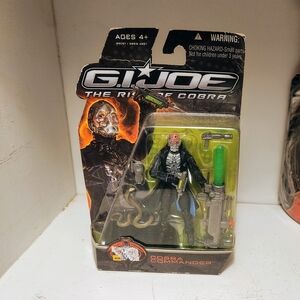 AGES 4+
WARNING:
CHOKING HAZARD-Small parts
Not for children under 3 years
G.I. JOE
THE RISE OF COBRA
COBRA
COMMANDER